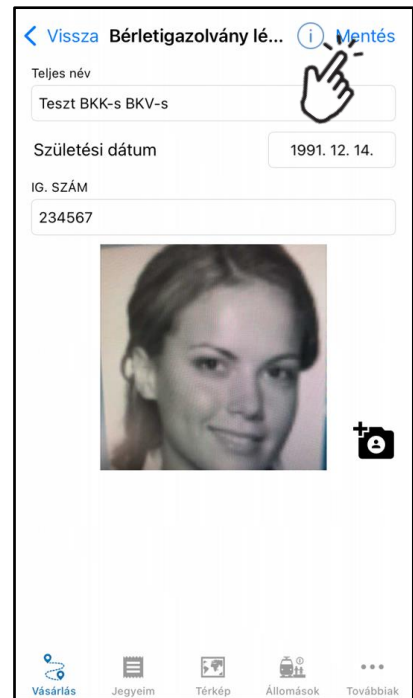 Vissza Bérletigazolvány lé... i Mentés
Teljes név
Teszt BKK-s BKV-s
Születési dátum 1991. 12. 14.
IG. SZÁM
234567
Vásárlás Jegyeim Térkép Állomások Továbbiak